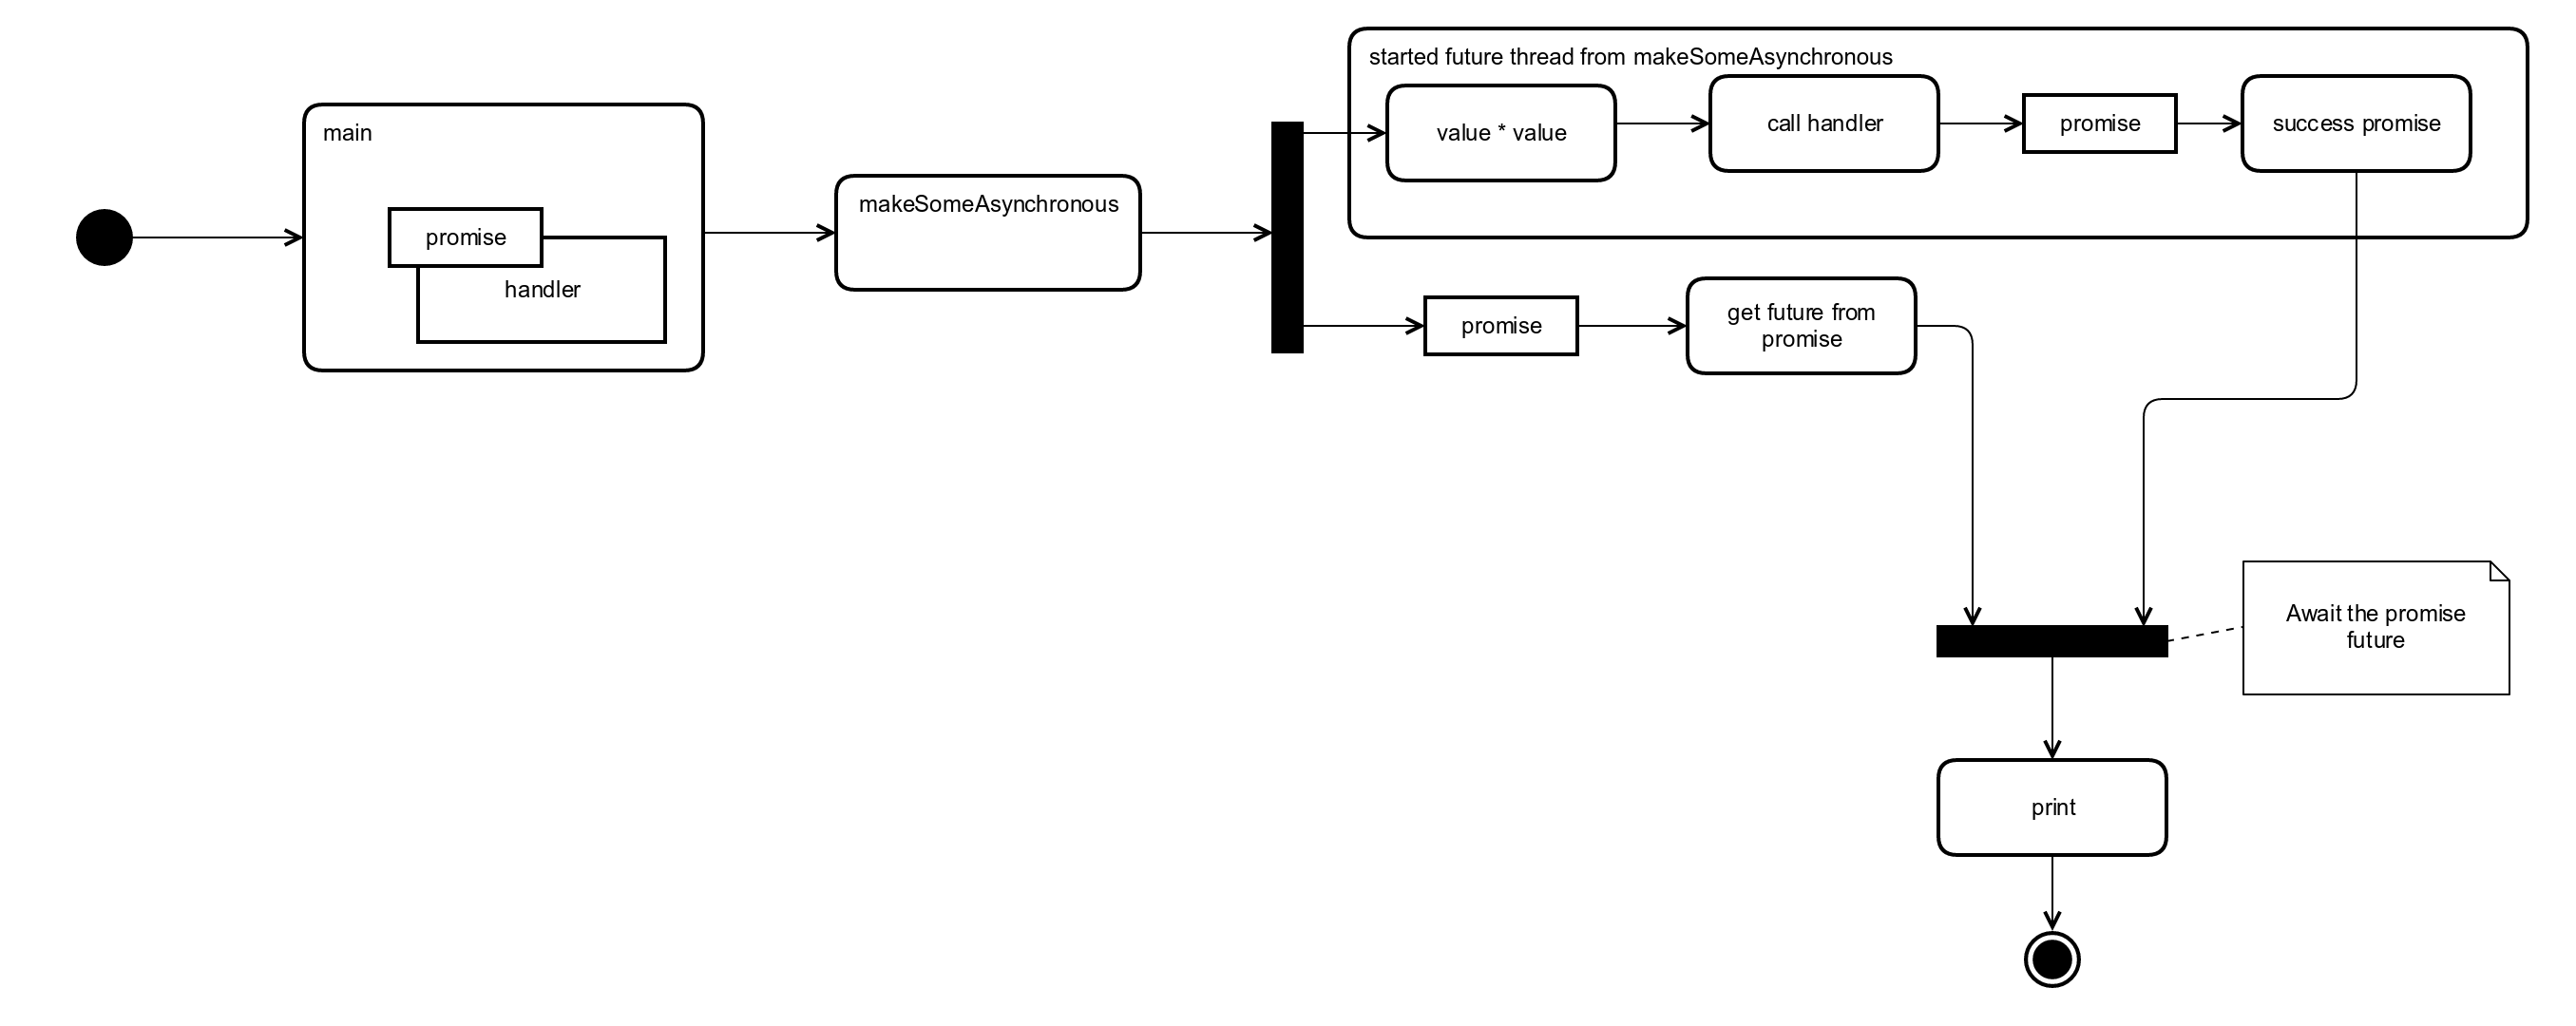 started future thread from makeSomeAsynchronous
main
value * value
call handler
promise
success promise
makeSomeAsynchronous
promise
handler
promise
get future from
promise
Await the promise
future
print